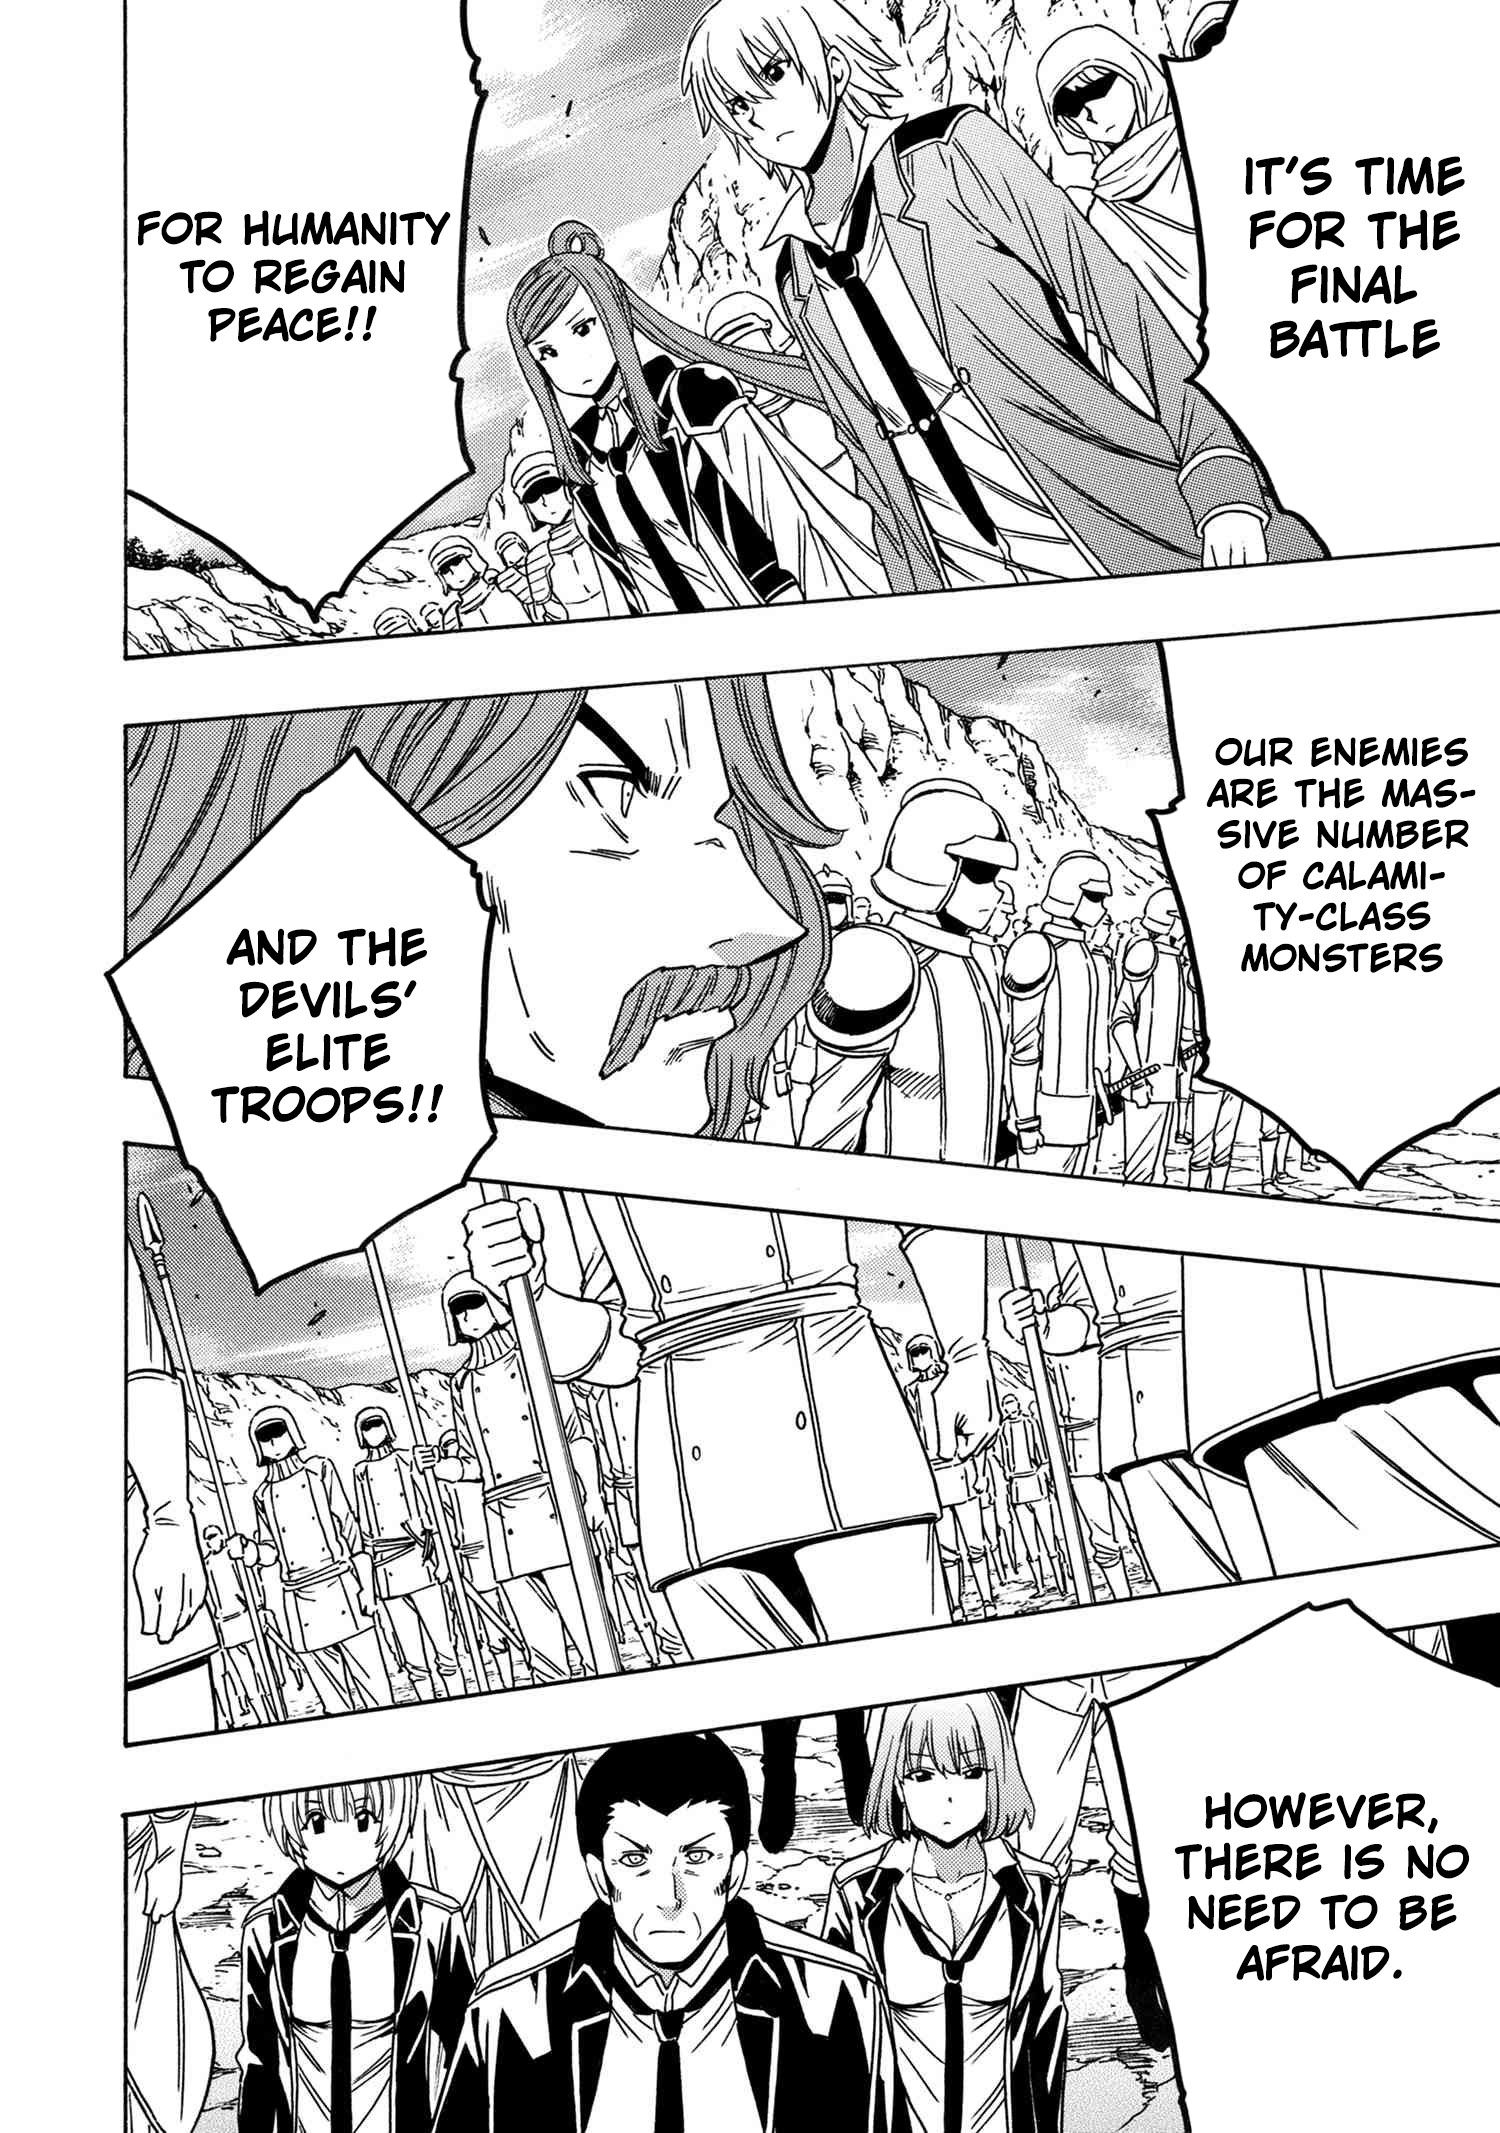 IT'S TIME
FOR THE
FINAL
BATTLE
FOR HUMANITY
TO REGAIN
PEACE!!
OUR ENEMIES
ARE THE MAS-
SIVE NUMBER
OF CALAMI-
TY-CLASS
MONSTERS
AND THE
DEVILS'
ELITE
TROOPS!!
HOWEVER,
THERE IS NO
NEED TO BE
AFRAID.